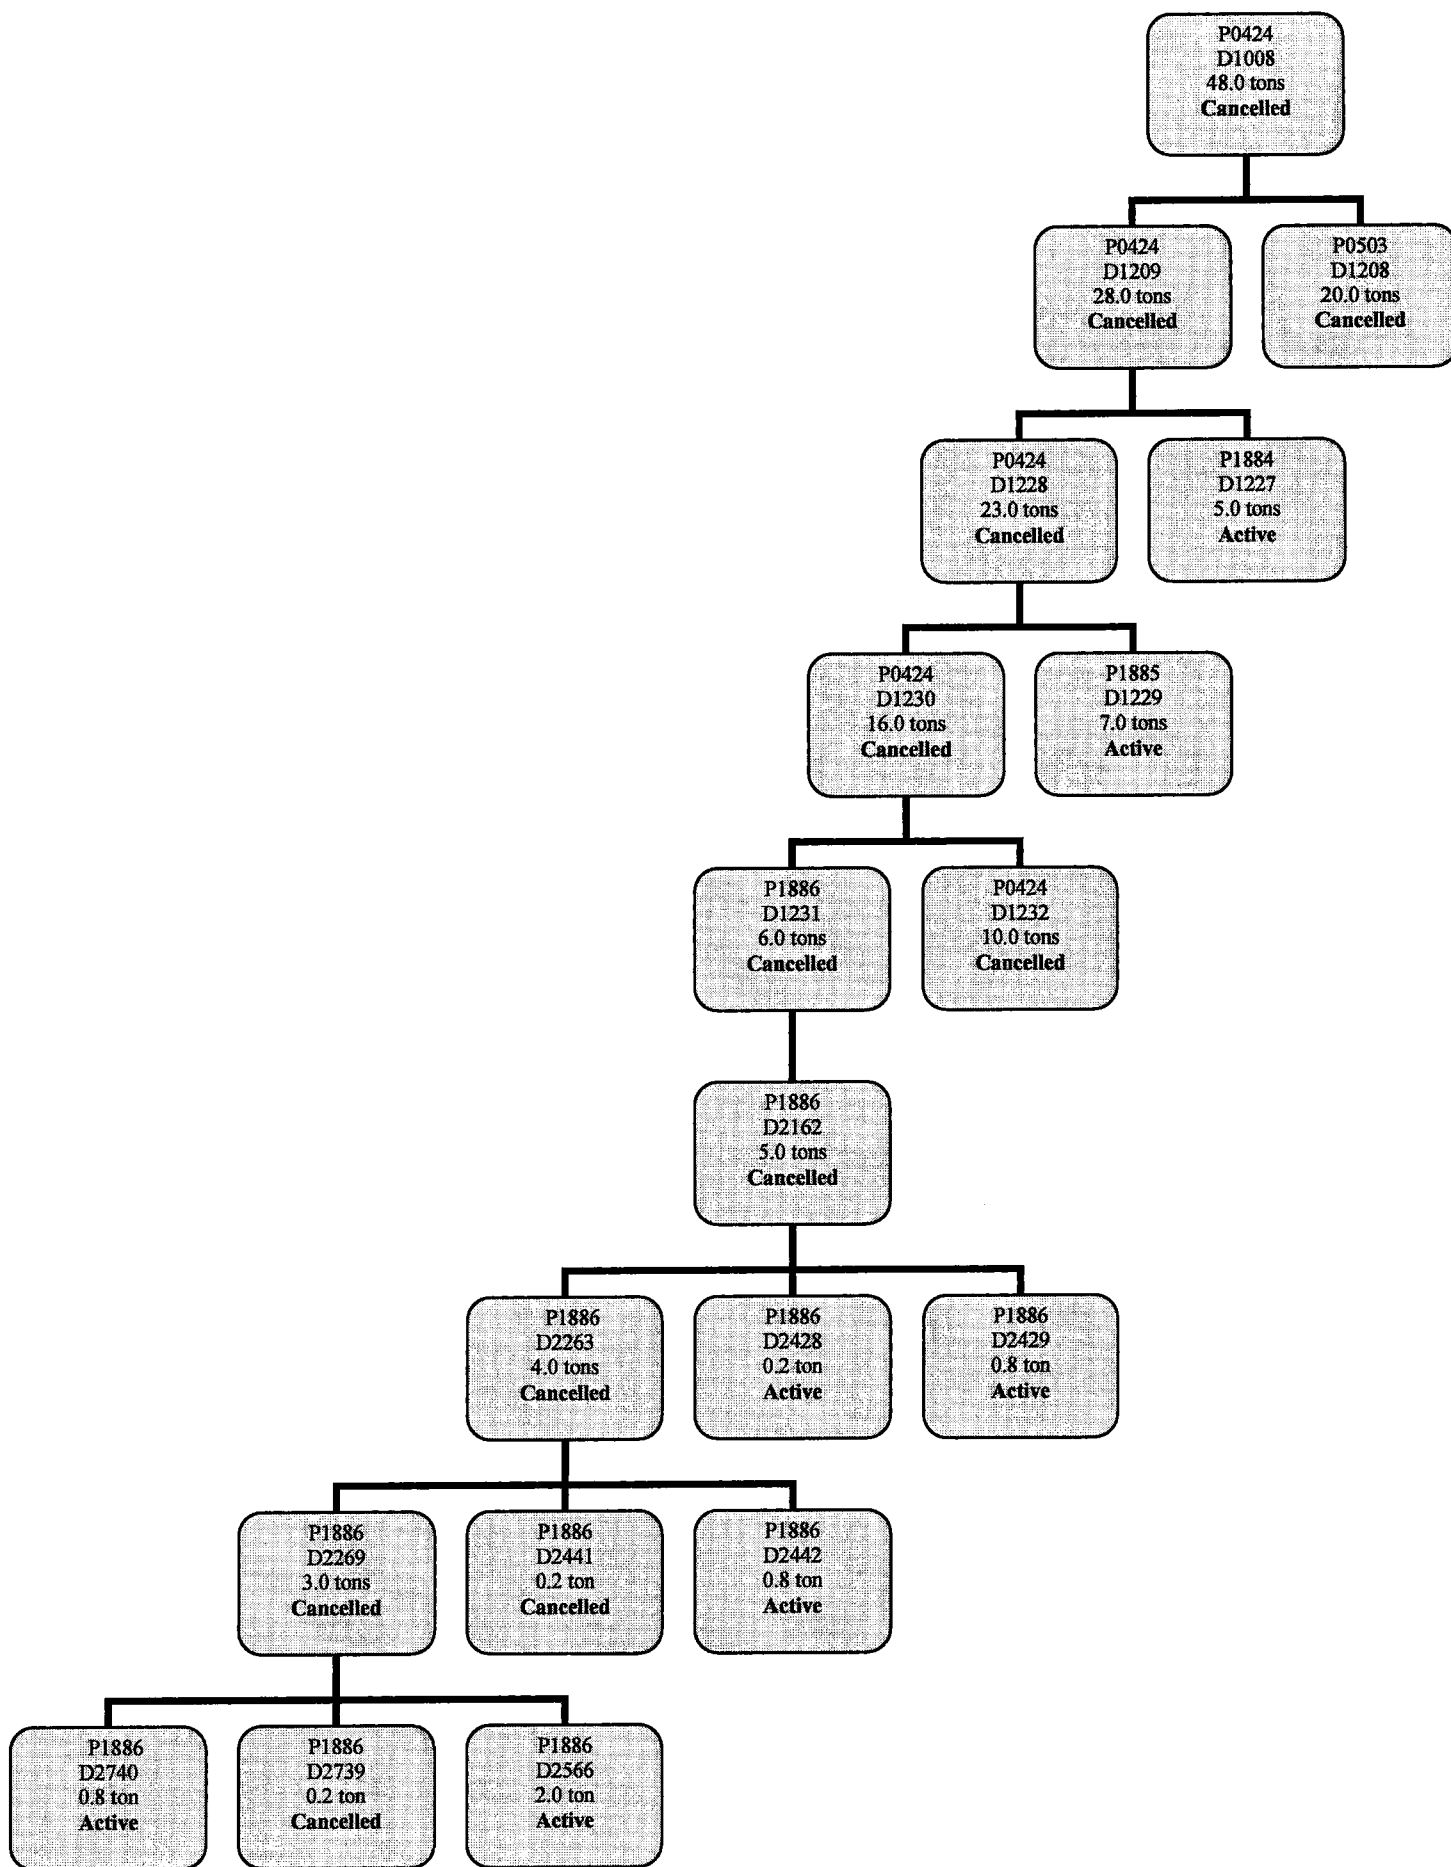 P0424
D1008
48.0 tons
Cancelled
P0424
D1209
28.0 tons
Cancelled
P0503
D1208
20.0 tons
Cancelled
P0424
D1228
23.0 tons
Cancelled
P1884
D1227
5.0 tons
Active
P0424
D1230
16.0 tons
Cancelled
P1885
D1229
7.0 tons
Active
P1886
D1231
6.0 tons
Cancelled
P0424
D1232
10.0 tons
Cancelled
P1886
D2162
5.0 tons
Cancelled
P1886
D2263
4.0 tons
Cancelled
P1886
D2428
0.2 ton
Active
P1886
D2429
0.8 ton
Active
P1886
D2269
3.0 tons
Cancelled
P1886
D2441
0.2 ton
Cancelled
P1886
D2442
0.8 ton
Active
P1886
D2740
0.8 ton
Active
P1886
D2739
0.2 ton
Cancelled
P1886
D2566
2.0 ton
Active